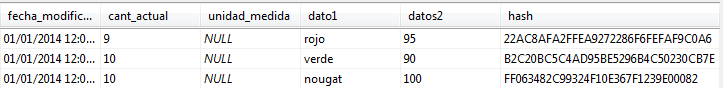 fecha_modific... cant_actual unidad_medida dato1 datos2 hash
01/01/2014 12:0... 9 NULL rojo 95 22AC8AFA2FFEA9272286F6FEFAF9C0A6
01/01/2014 12:0... 10 NULL verde 90 B2C20BC5C4AD95BE5296B4C50230CB7E
01/01/2014 12:0... 10 NULL nougat 100 FF063482C99324F10E367F1239E00082